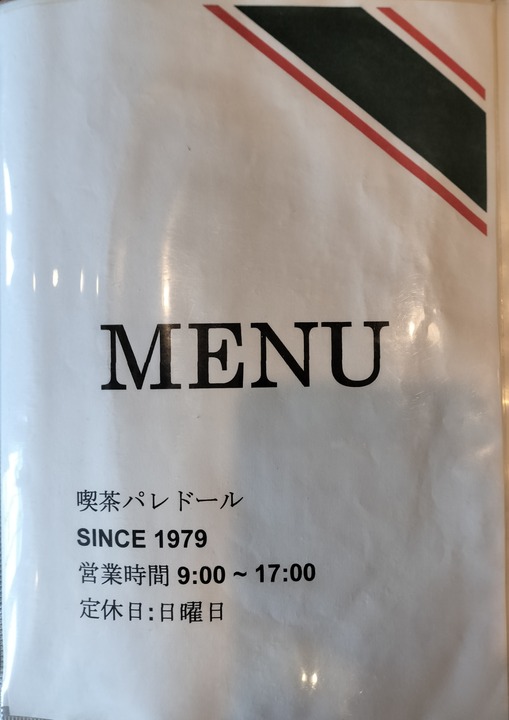 MENU
喫茶パレドール
SINCE 1979
営業時間 9:00 ~ 17:00
定休日:日曜日